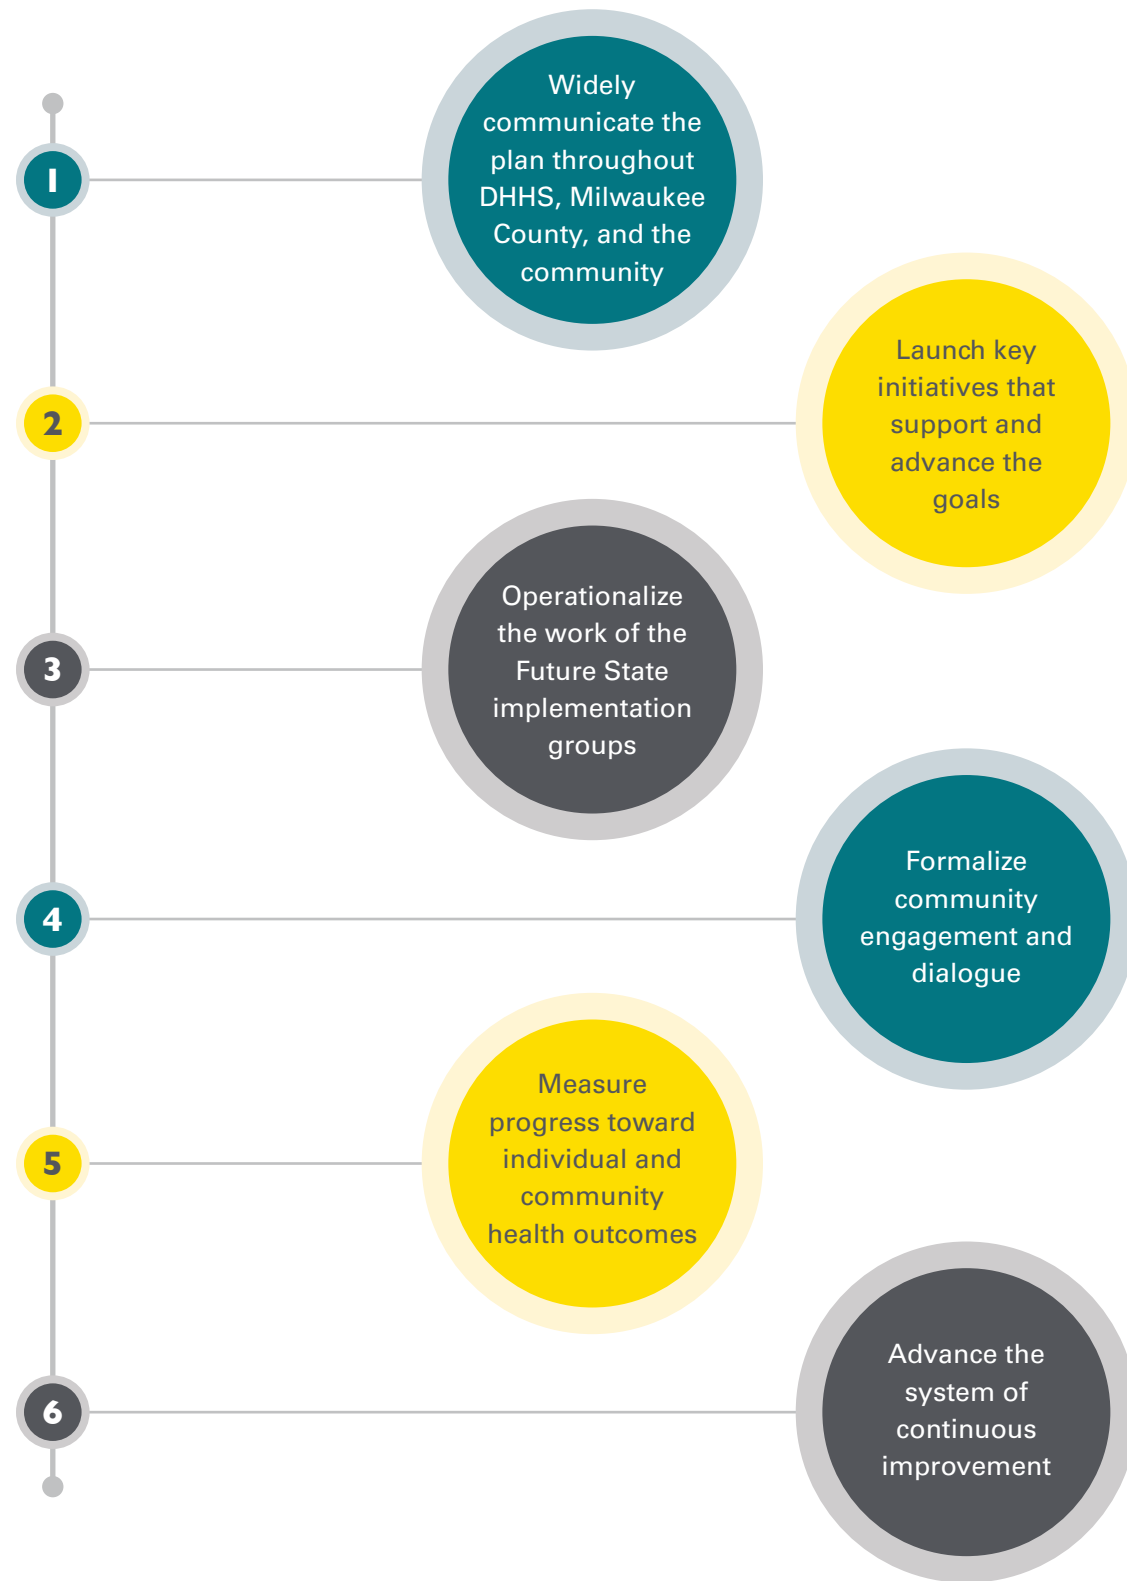 1
Widely
communicate the
plan throughout
DHHS, Milwaukee
County, and the
community
2
Launch key
initiatives that
support and
advance the
goals
3
Operationalize
the work of the
Future State
implementation
groups
4
Formalize
community
engagement and
dialogue
5
Measure
progress toward
individual and
community
health outcomes
6
Advance the
system of
continuous
improvement